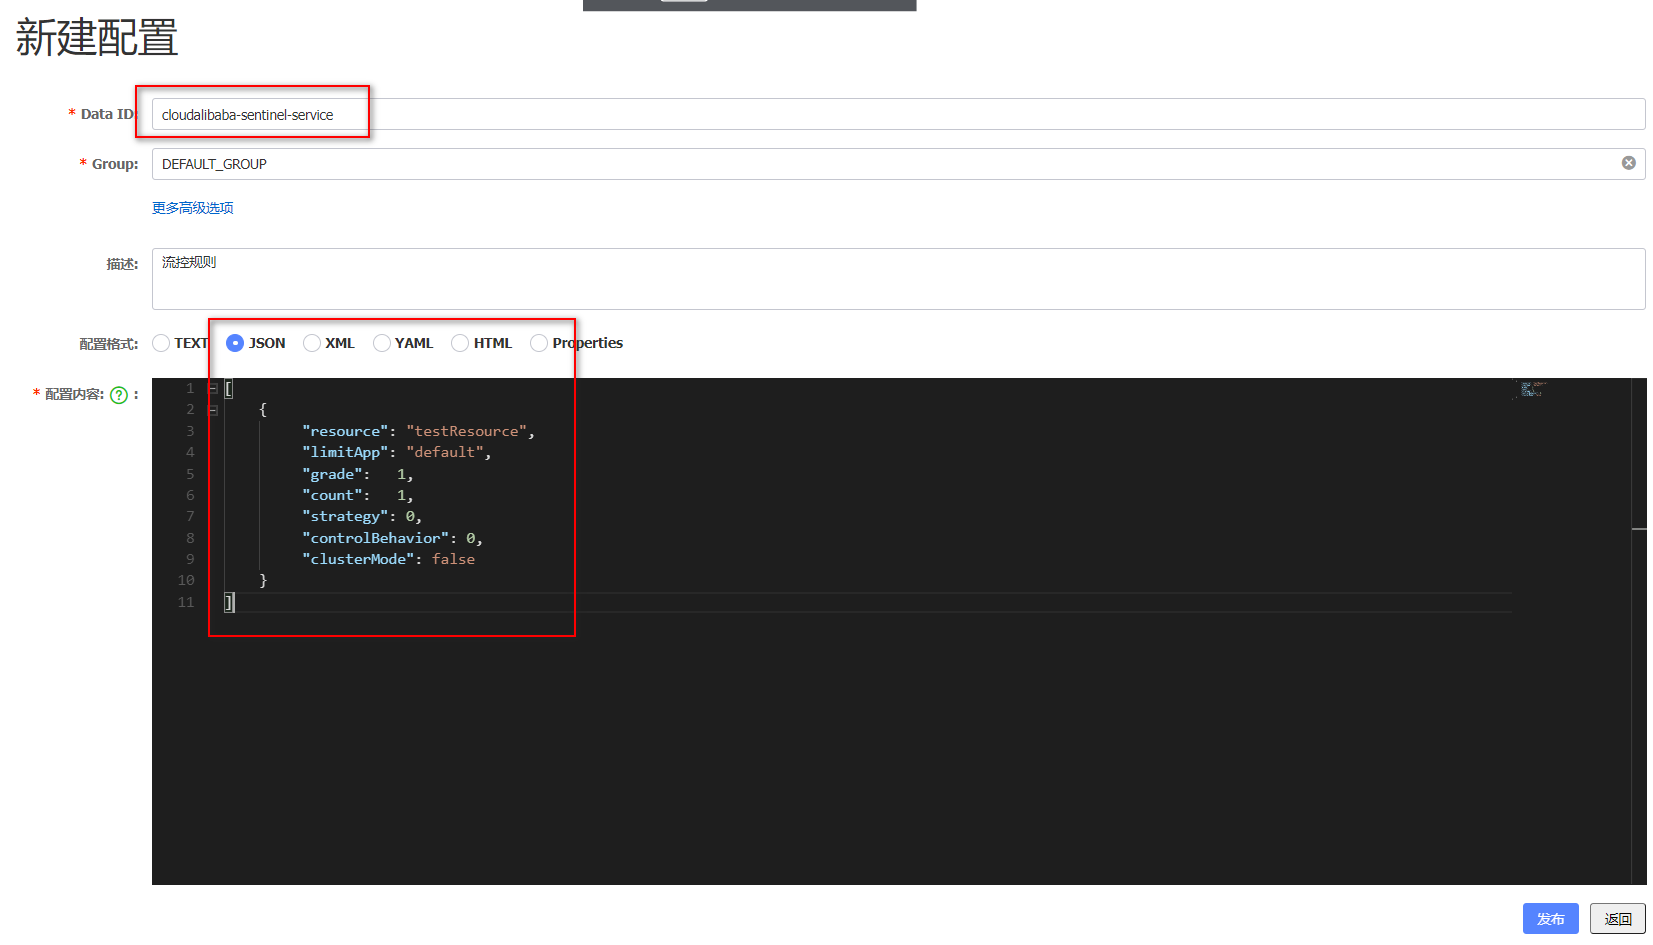 新建配置
* Data ID: cloudalibaba-sentinel-service
* Group: DEFAULT_GROUP
更多高级选项
描述: 流控规则
配置格式: TEXT JSON XML YAML HTML Properties
* 配置内容: ? :
1 [
2 {
3 "resource": "testResource",
4 "limitApp": "default",
5 "grade": 1,
6 "count": 1,
7 "strategy": 0,
8 "controlBehavior": 0,
9 "clusterMode": false
10 }
11 ]
发布 返回